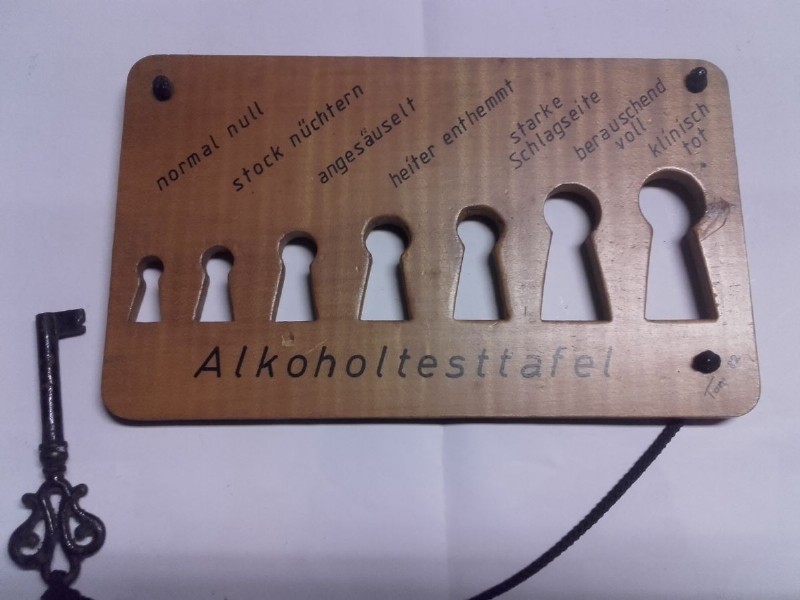 normal null
stock nüchtern
angesäuselt
heiter enthemmt
starke
Schlagseite
berauschend
voll
klinisch
tot
Alkoholtesttafel